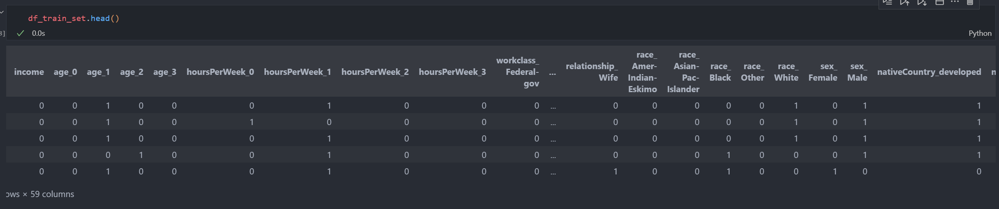 df_train_set.head()
3] 0.0s Python
income age_0 age_1 age_2 age_3 hoursPerWeek_0 hoursPerWeek_1 hoursPerWeek_2 hoursPerWeek_3 workclass_ Federal-gov ... relationship_ Wife race_ Amer-Indian-Eskimo race_ Asian-Pac-Islander race_ Black race_ Other race_ White sex_ Female sex_ Male nativeCountry_developed n
0 0 1 0 0 0 1 0 0 0 ... 0 0 0 0 0 1 0 1 1
0 0 1 0 0 1 0 0 0 0 ... 0 0 0 0 0 1 0 1 1
0 0 1 0 0 0 1 0 0 0 ... 0 0 0 0 0 1 0 1 1
0 0 0 1 0 0 1 0 0 0 ... 0 0 0 1 0 0 0 1 1
0 0 1 0 0 0 1 0 0 0 ... 1 0 0 1 0 0 1 0 0
ows × 59 columns